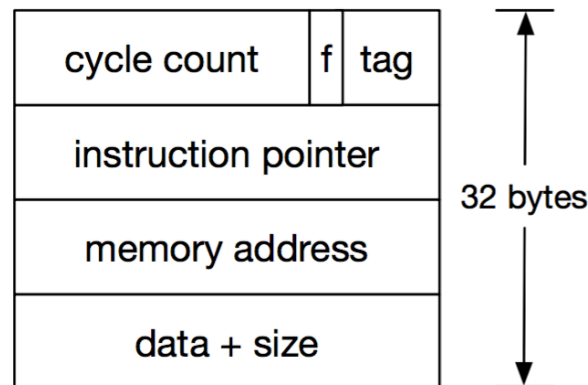 cycle count f tag
instruction pointer
memory address
32 bytes
data + size